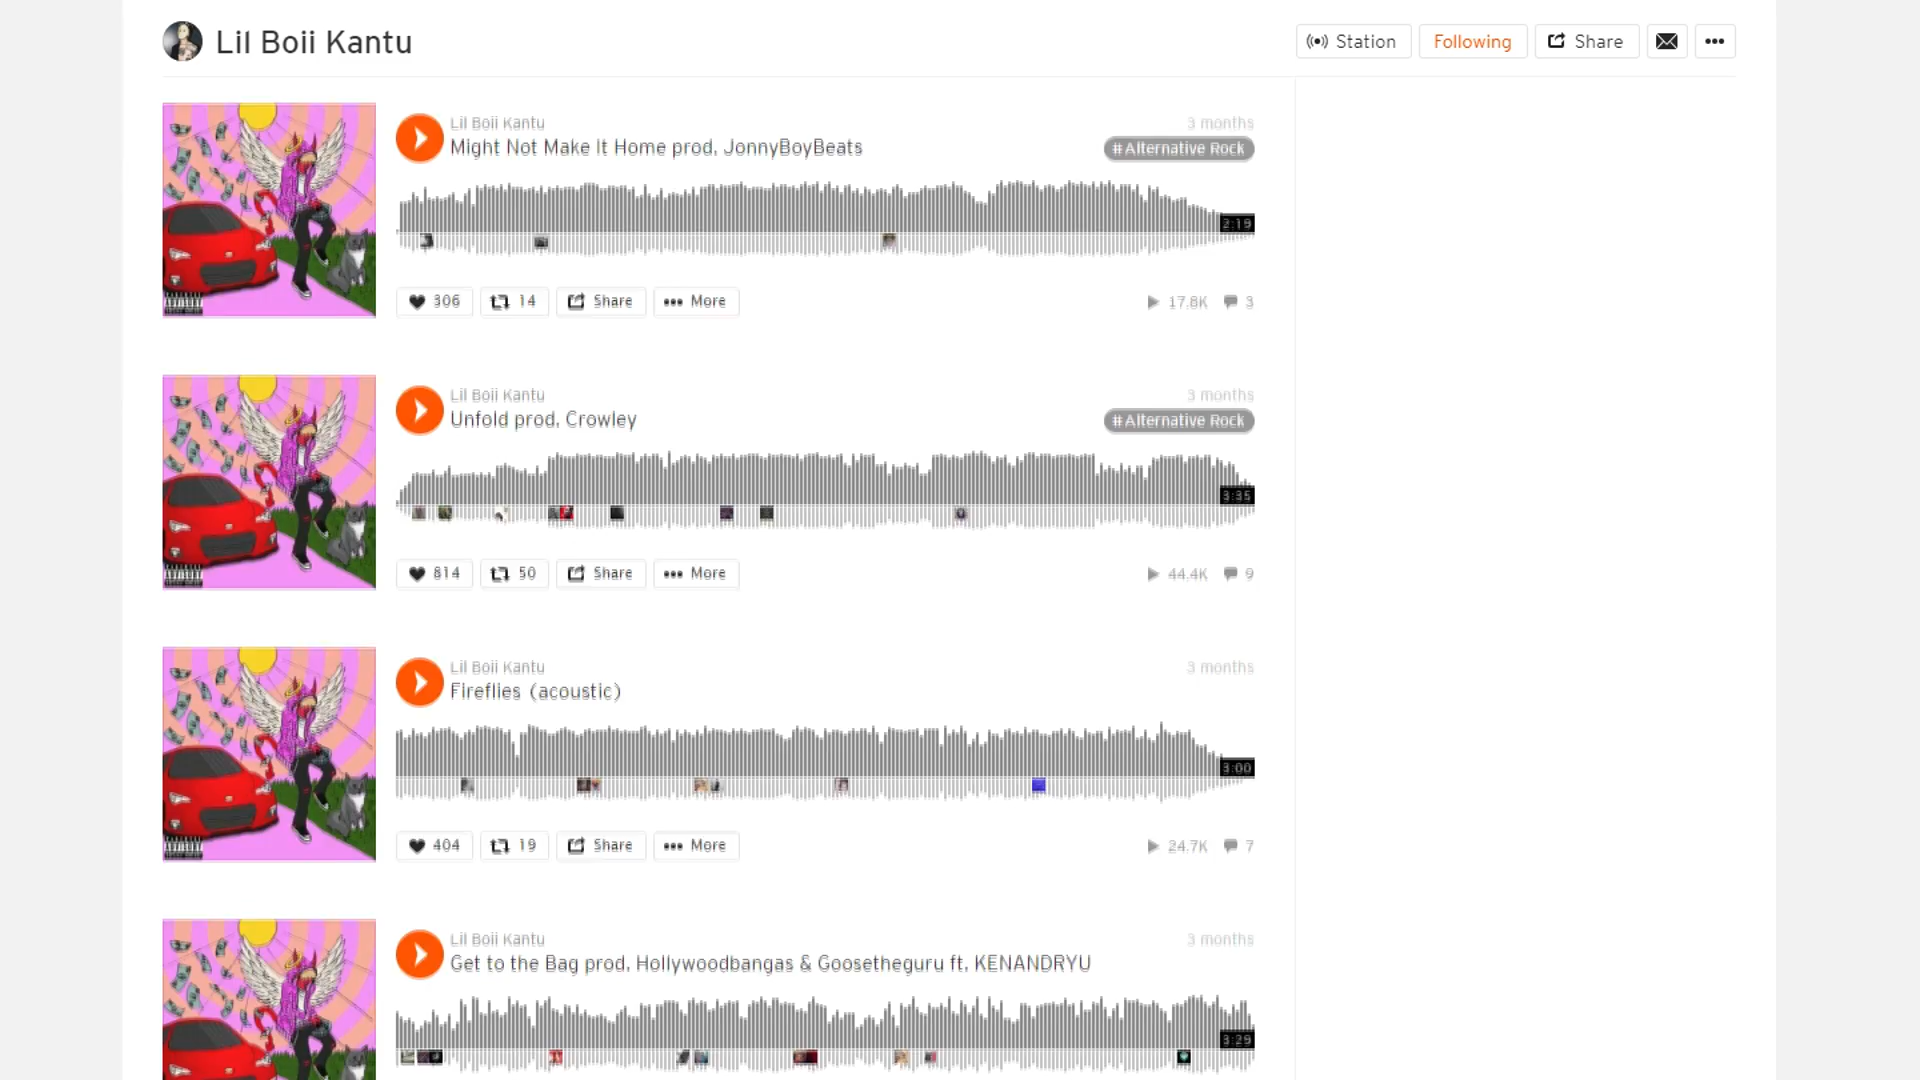 Lil Boii Kantu
Station
Following
Share
Lil Boii Kantu
3 months
Might Not Make It Home prod. JonnyBoyBeats
#Alternative Rock
2:19
306
14
Share
More
17.8K
3
Lil Boii Kantu
3 months
Unfold prod. Crowley
#Alternative Rock
3:35
814
50
Share
More
44.4K
9
Lil Boii Kantu
3 months
Fireflies (acoustic)
3:00
404
19
Share
More
24.7K
7
Lil Boii Kantu
3 months
Get to the Bag prod. Hollywoodbangas & Goosetheguru ft. KENANDRYU
3:29